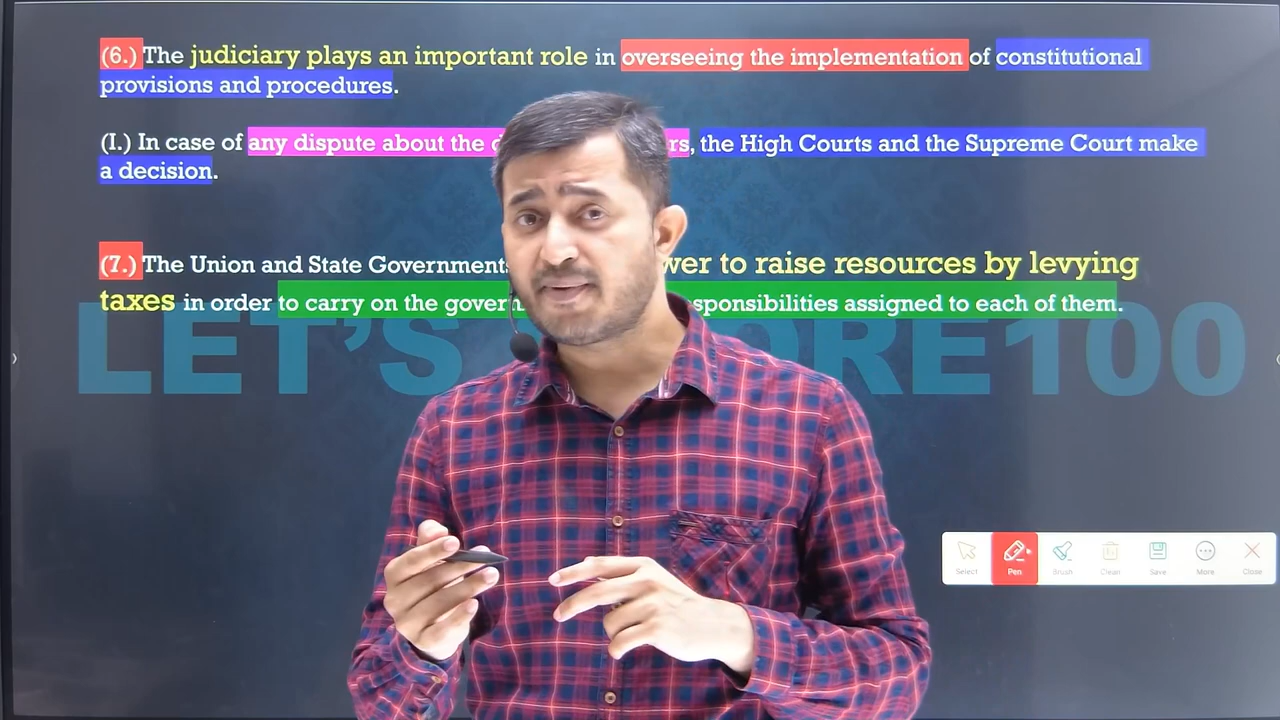 (6.) The judiciary plays an important role in overseeing the implementation of constitutional
provisions and procedures.
(I.) In case of any dispute about the rs, the High Courts and the Supreme Court make
a decision.
(7.) The Union and State Governments wer to raise resources by levying
taxes in order to carry on the govern esponsibilities assigned to each of them.
LET'S ORE100
Select Pen Brush Clean Save More Close